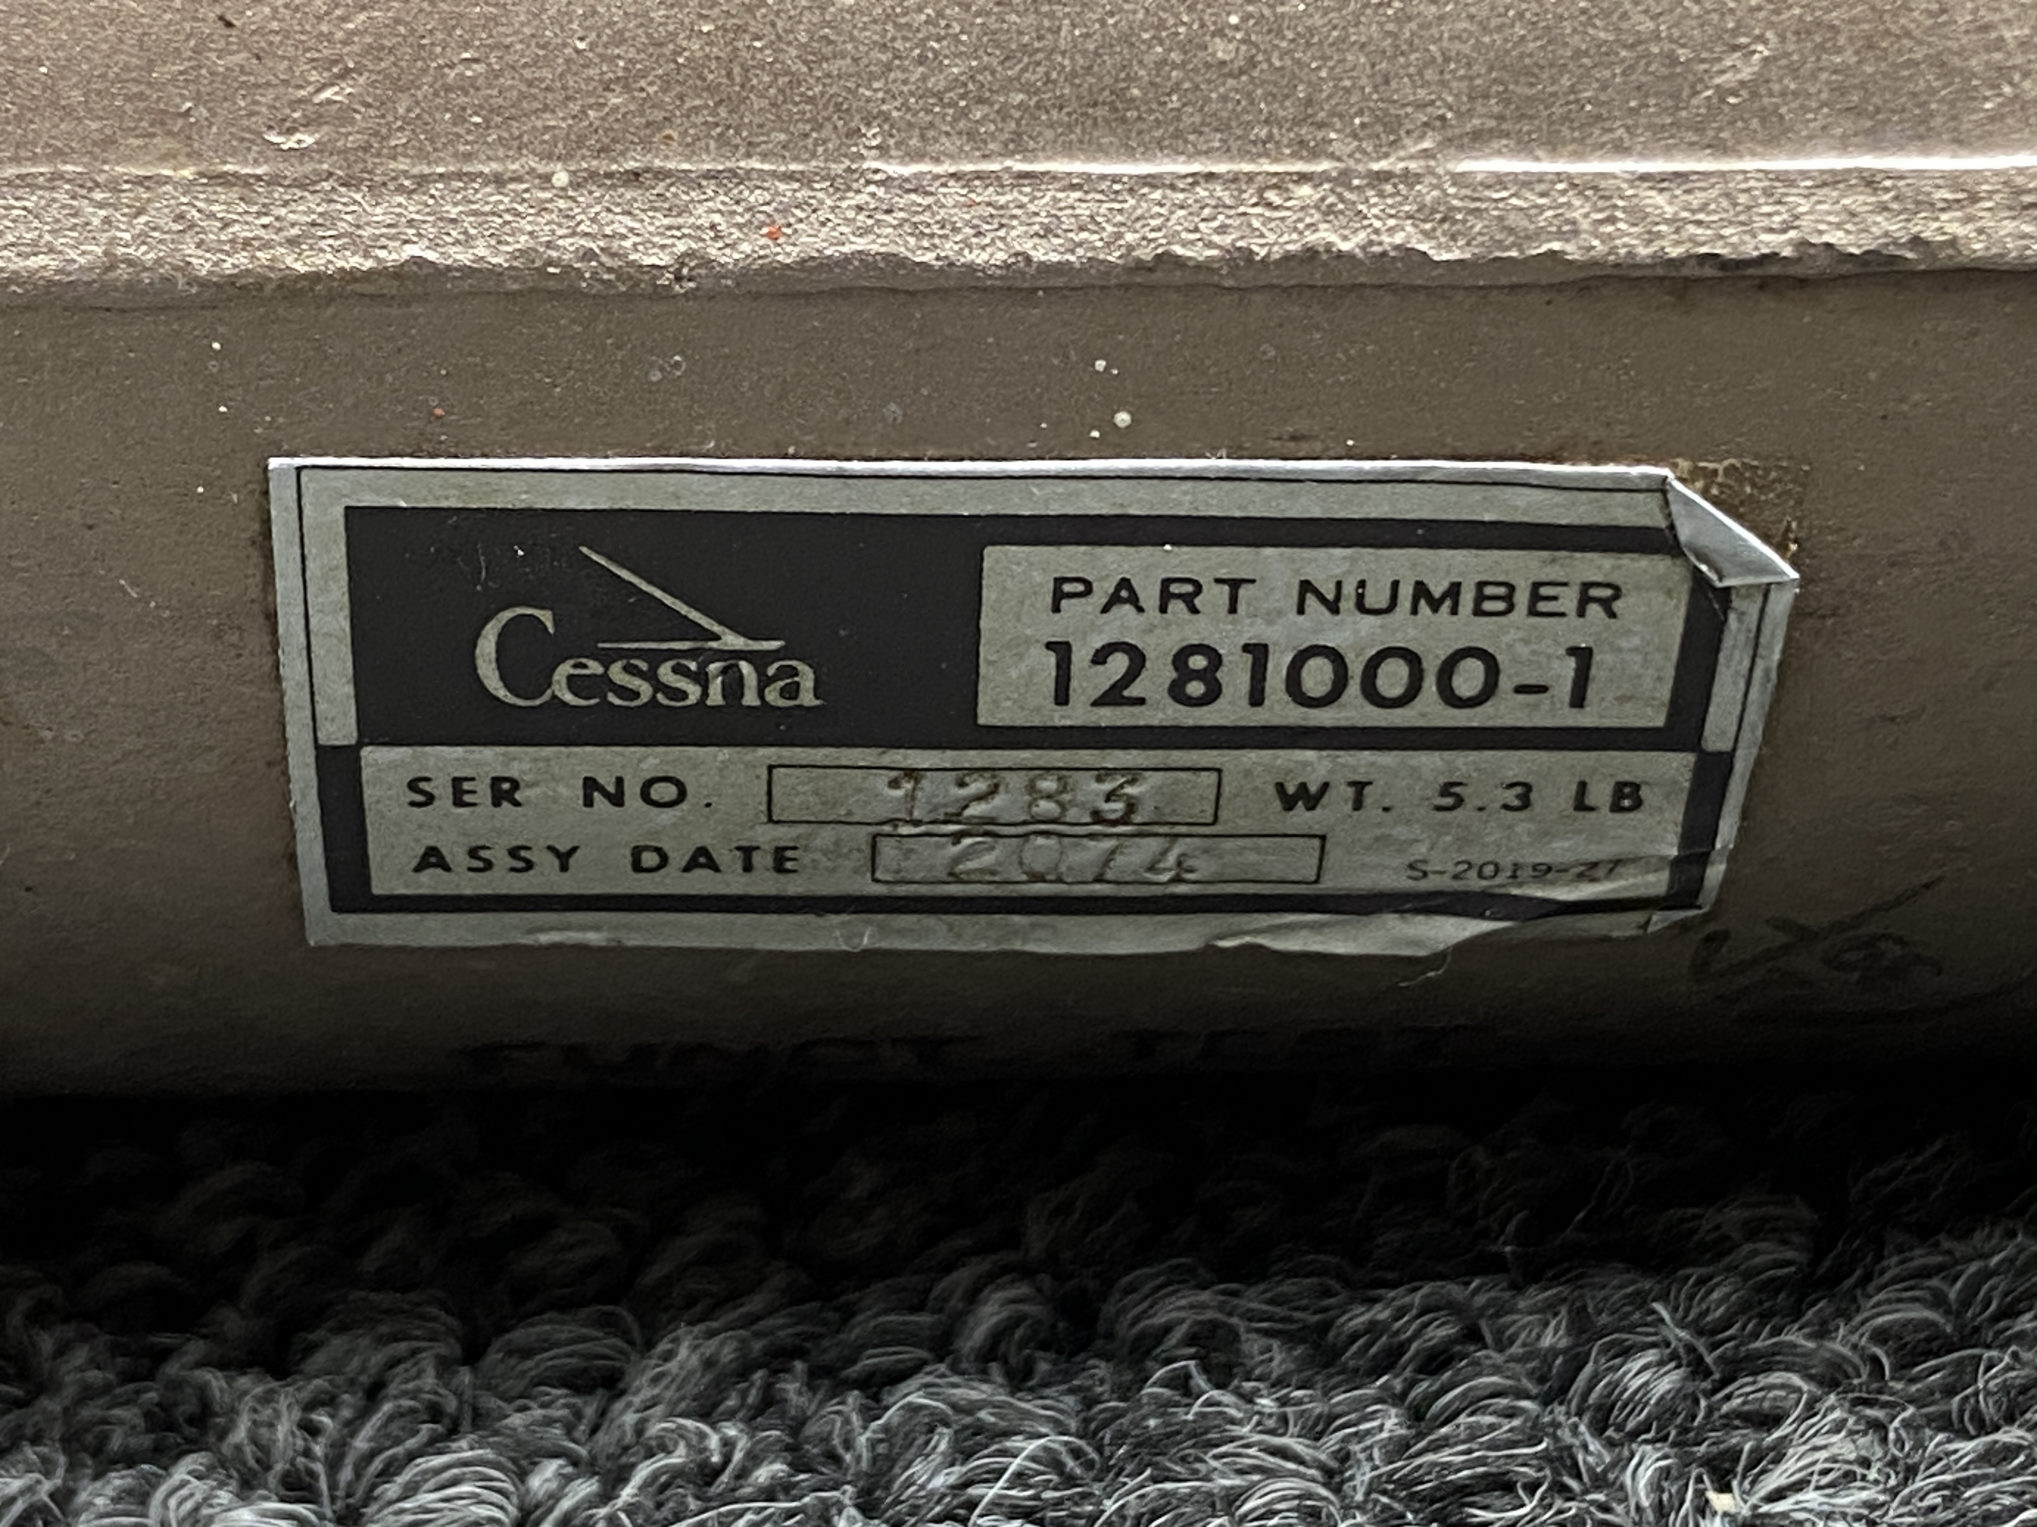 Cessna
PART NUMBER
1281000-1
SER NO. 1283 WT. 5.3 LB
ASSY DATE 2074
S-2019-27